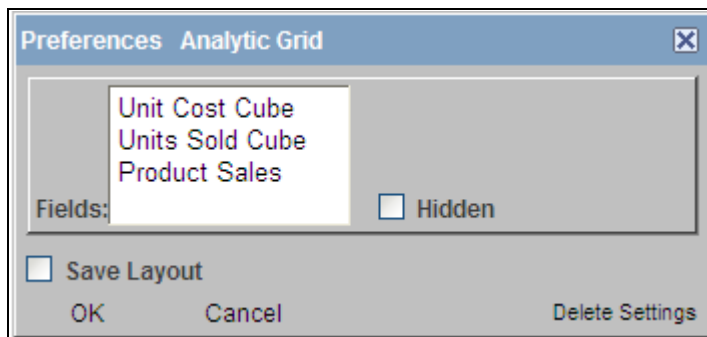 Preferences Analytic Grid
Unit Cost Cube
Units Sold Cube
Product Sales
Fields: Hidden
Save Layout
OK Cancel Delete Settings